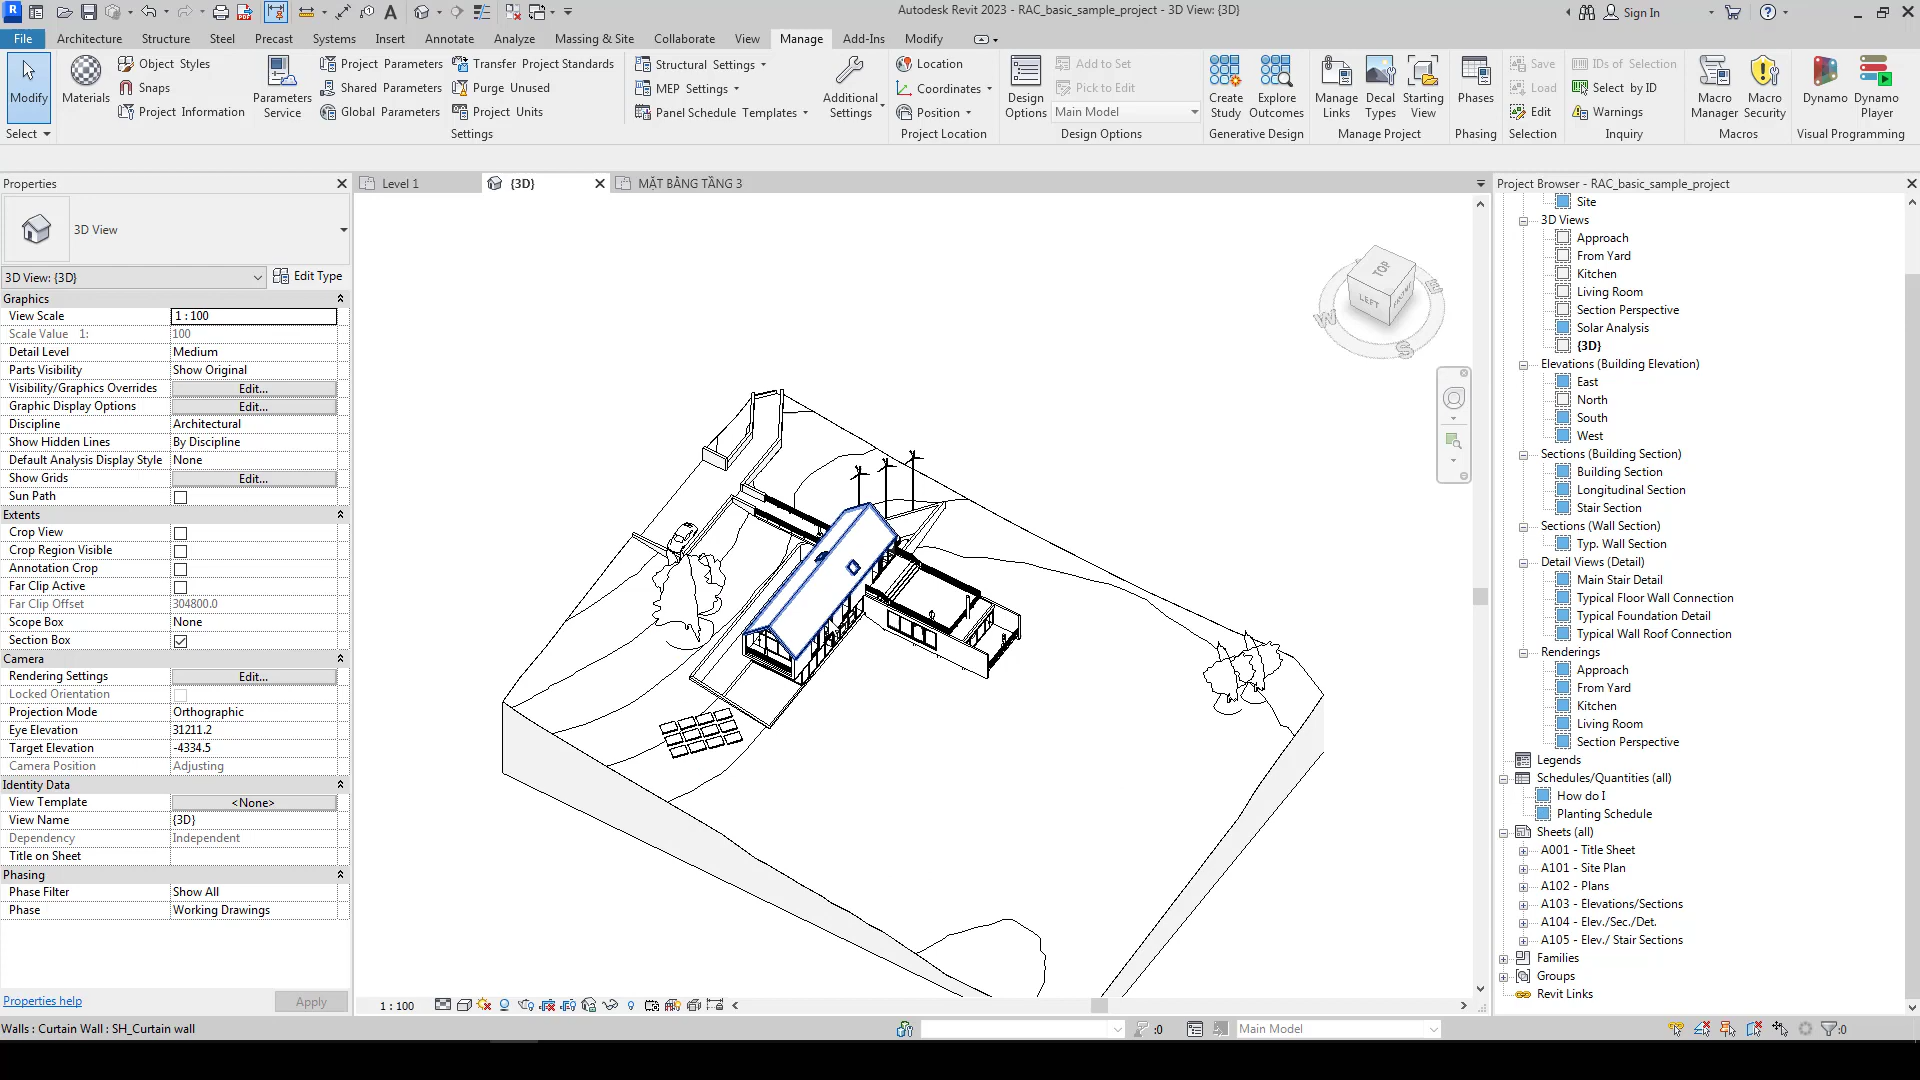 Autodesk Revit 2023 - RAC_basic_sample_project - 3D View: {3D}
Sign In
File Architecture Structure Steel Precast Systems Insert Annotate Analyze Massing & Site Collaborate View Manage Add-Ins Modify
Modify
Select
Materials
Object Styles
Snaps
Project Information
Parameters Service
Project Parameters
Shared Parameters
Global Parameters
Transfer Project Standards
Purge Unused
Project Units
Settings
Structural Settings
MEP Settings
Panel Schedule Templates
Additional Settings
Location
Coordinates
Position
Project Location
Design Options
Add to Set
Pick to Edit
Main Model
Design Options
Create Study
Explore Outcomes
Generative Design
Manage Links
Decal Types
Starting View
Manage Project
Phases
Phasing
Save
Load
Edit
Selection
IDs of Selection
Select by ID
Warnings
Inquiry
Macro Manager
Macro Security
Macros
Dynamo
Dynamo Player
Visual Programming
Properties
3D View
3D View: {3D}
Edit Type
Graphics
View Scale 1 : 100
Scale Value 1: 100
Detail Level Medium
Parts Visibility Show Original
Visibility/Graphics Overrides Edit...
Graphic Display Options Edit...
Discipline Architectural
Show Hidden Lines By Discipline
Default Analysis Display Style None
Show Grids Edit...
Sun Path
Extents
Crop View
Crop Region Visible
Annotation Crop
Far Clip Active
Far Clip Offset 304800.0
Scope Box None
Section Box
Camera
Rendering Settings Edit...
Locked Orientation
Projection Mode Orthographic
Eye Elevation 31211.2
Target Elevation -4334.5
Camera Position Adjusting
Identity Data
View Template <None>
View Name {3D}
Dependency Independent
Title on Sheet
Phasing
Phase Filter Show All
Phase Working Drawings
Properties help
Apply
Level 1
{3D}
MẶT BẰNG TẦNG 3
TOP
LEFT
FRONT
W
S
E
1 : 100
Project Browser - RAC_basic_sample_project
Site
3D Views
Approach
From Yard
Kitchen
Living Room
Section Perspective
Solar Analysis
{3D}
Elevations (Building Elevation)
East
North
South
West
Sections (Building Section)
Building Section
Longitudinal Section
Stair Section
Sections (Wall Section)
Typ. Wall Section
Detail Views (Detail)
Main Stair Detail
Typical Floor Wall Connection
Typical Foundation Detail
Typical Wall Roof Connection
Renderings
Approach
From Yard
Kitchen
Living Room
Section Perspective
Legends
Schedules/Quantities (all)
How do I
Planting Schedule
Sheets (all)
A001 - Title Sheet
A101 - Site Plan
A102 - Plans
A103 - Elevations/Sections
A104 - Elev./Sec./Det.
A105 - Elev./ Stair Sections
Families
Groups
Revit Links
Walls : Curtain Wall : SH_Curtain wall
:0
Main Model
:0